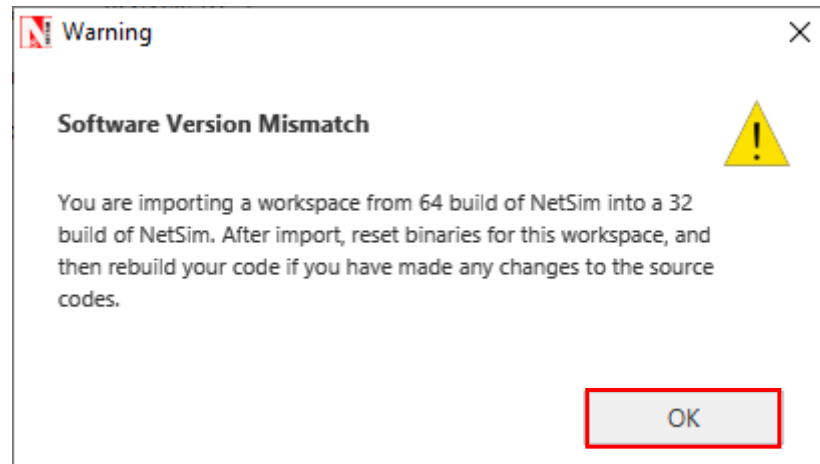 Warning
Software Version Mismatch
You are importing a workspace from 64 build of NetSim into a 32
build of NetSim. After import, reset binaries for this workspace, and
then rebuild your code if you have made any changes to the source
codes.
OK